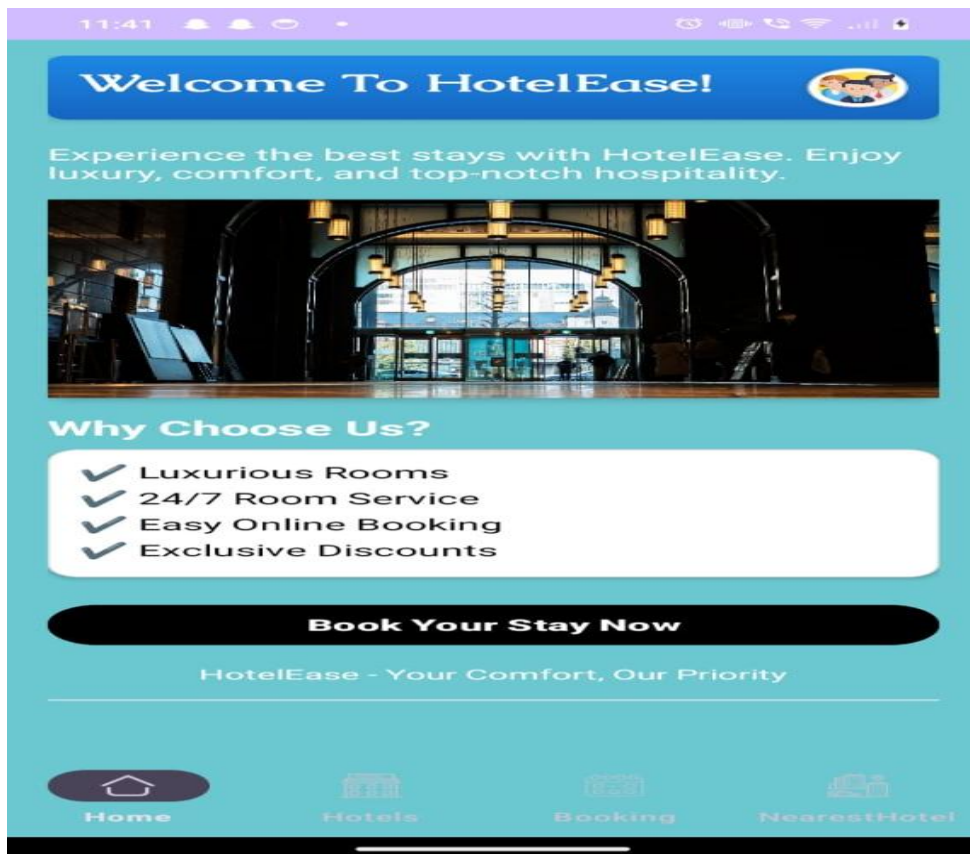 11:41
Welcome To HotelEase!
Experience the best stays with HotelEase. Enjoy
luxury, comfort, and top-notch hospitality.
Why Choose Us?
✔ Luxurious Rooms
✔ 24/7 Room Service
✔ Easy Online Booking
✔ Exclusive Discounts
Book Your Stay Now
HotelEase - Your Comfort, Our Priority
Home Hotels Booking NearestHotel